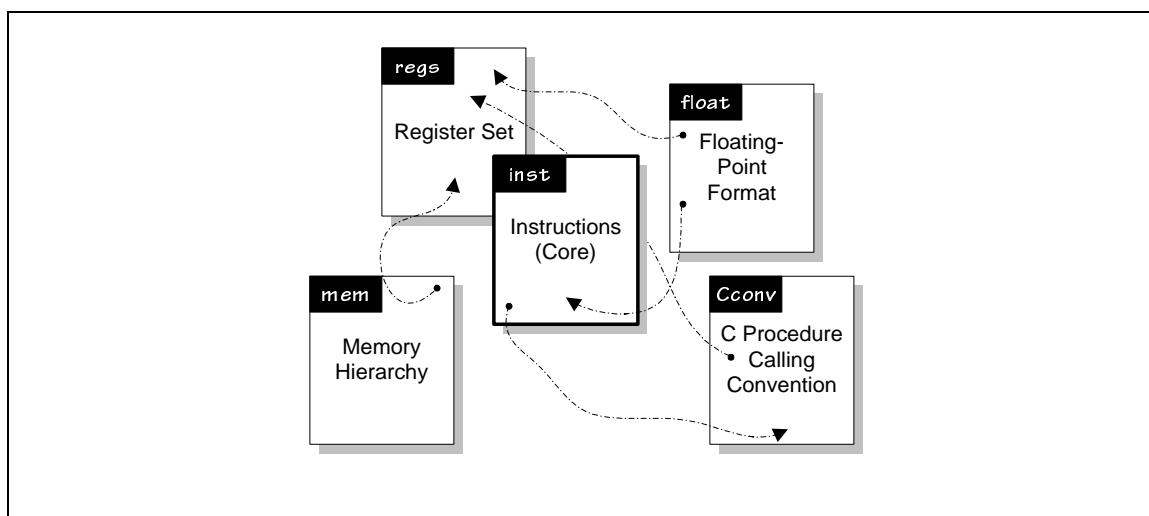 regs
Register Set
float
Floating-
Point
Format
inst
Instructions
(Core)
mem
Memory
Hierarchy
Cconv
C Procedure
Calling
Convention